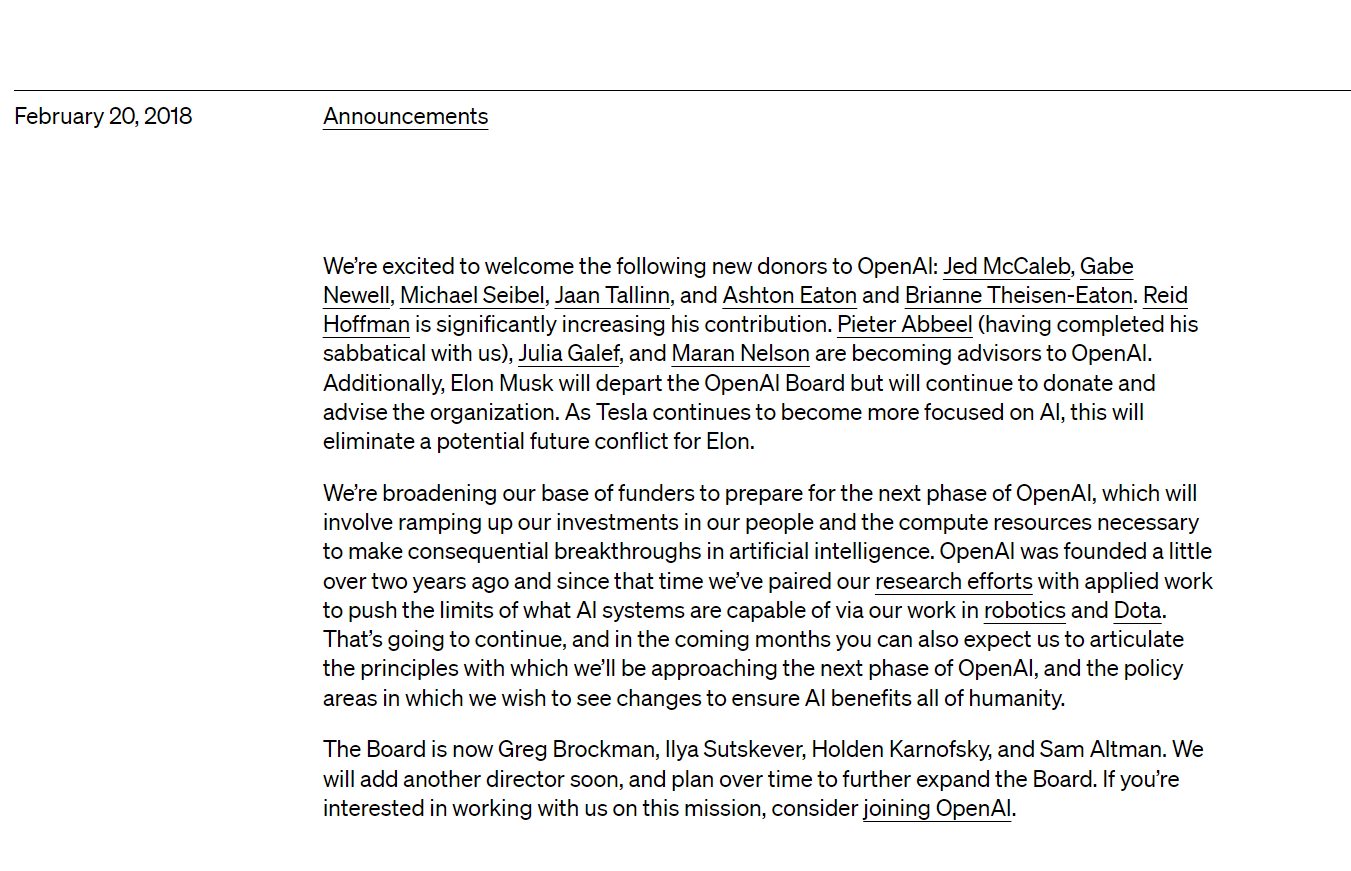 February 20, 2018
Announcements
We’re excited to welcome the following new donors to OpenAI: Jed McCaleb, Gabe
Newell, Michael Seibel, Jaan Tallinn, and Ashton Eaton and Brianne Theisen-Eaton. Reid
Hoffman is significantly increasing his contribution. Pieter Abbeel (having completed his
sabbatical with us), Julia Galef, and Maran Nelson are becoming advisors to OpenAI.
Additionally, Elon Musk will depart the OpenAI Board but will continue to donate and
advise the organization. As Tesla continues to become more focused on AI, this will
eliminate a potential future conflict for Elon.
We’re broadening our base of funders to prepare for the next phase of OpenAI, which will
involve ramping up our investments in our people and the compute resources necessary
to make consequential breakthroughs in artificial intelligence. OpenAI was founded a little
over two years ago and since that time we’ve paired our research efforts with applied work
to push the limits of what AI systems are capable of via our work in robotics and Dota.
That’s going to continue, and in the coming months you can also expect us to articulate
the principles with which we’ll be approaching the next phase of OpenAI, and the policy
areas in which we wish to see changes to ensure AI benefits all of humanity.
The Board is now Greg Brockman, Ilya Sutskever, Holden Karnofsky, and Sam Altman. We
will add another director soon, and plan over time to further expand the Board. If you’re
interested in working with us on this mission, consider joining OpenAI.